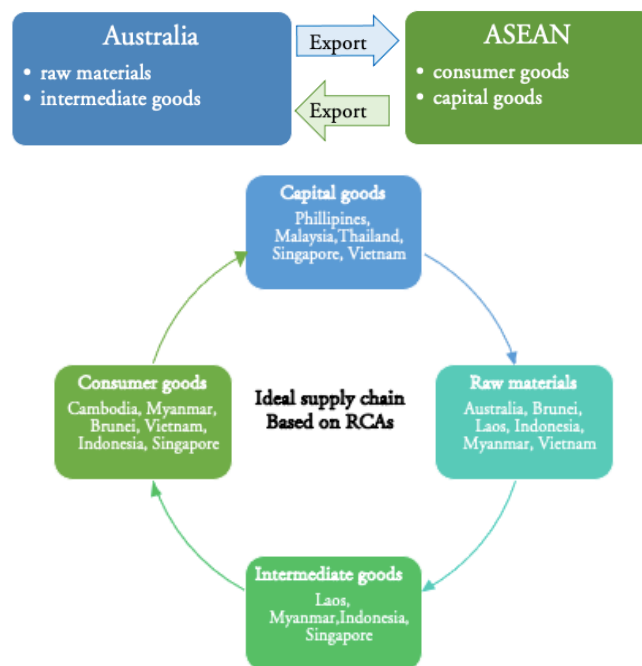 Australia
• raw materials
• intermediate goods
Export
Export
ASEAN
• consumer goods
• capital goods
Capital goods
Phillipines,
Malaysia,Thailand,
Singapore, Vietnam
Consumer goods
Cambodia, Myanmar,
Brunei, Vietnam,
Indonesia, Singapore
Ideal supply chain
Based on RCAs
Raw materials
Australia, Brunei,
Laos, Indonesia,
Myanmar, Vietnam
Intermediate goods
Laos,
Myanmar,Indonesia,
Singapore